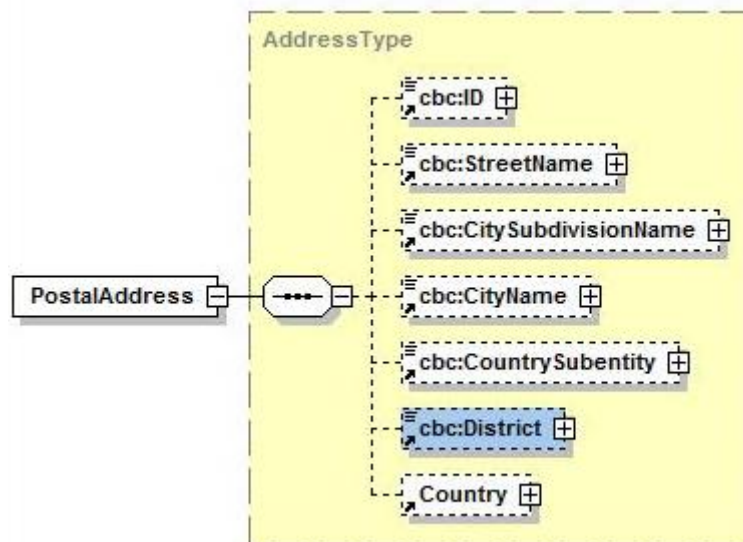 AddressType
cbc:ID
cbc:StreetName
cbc:CitySubdivisionName
PostalAddress
cbc:CityName
cbc:CountrySubentity
cbc:District
Country